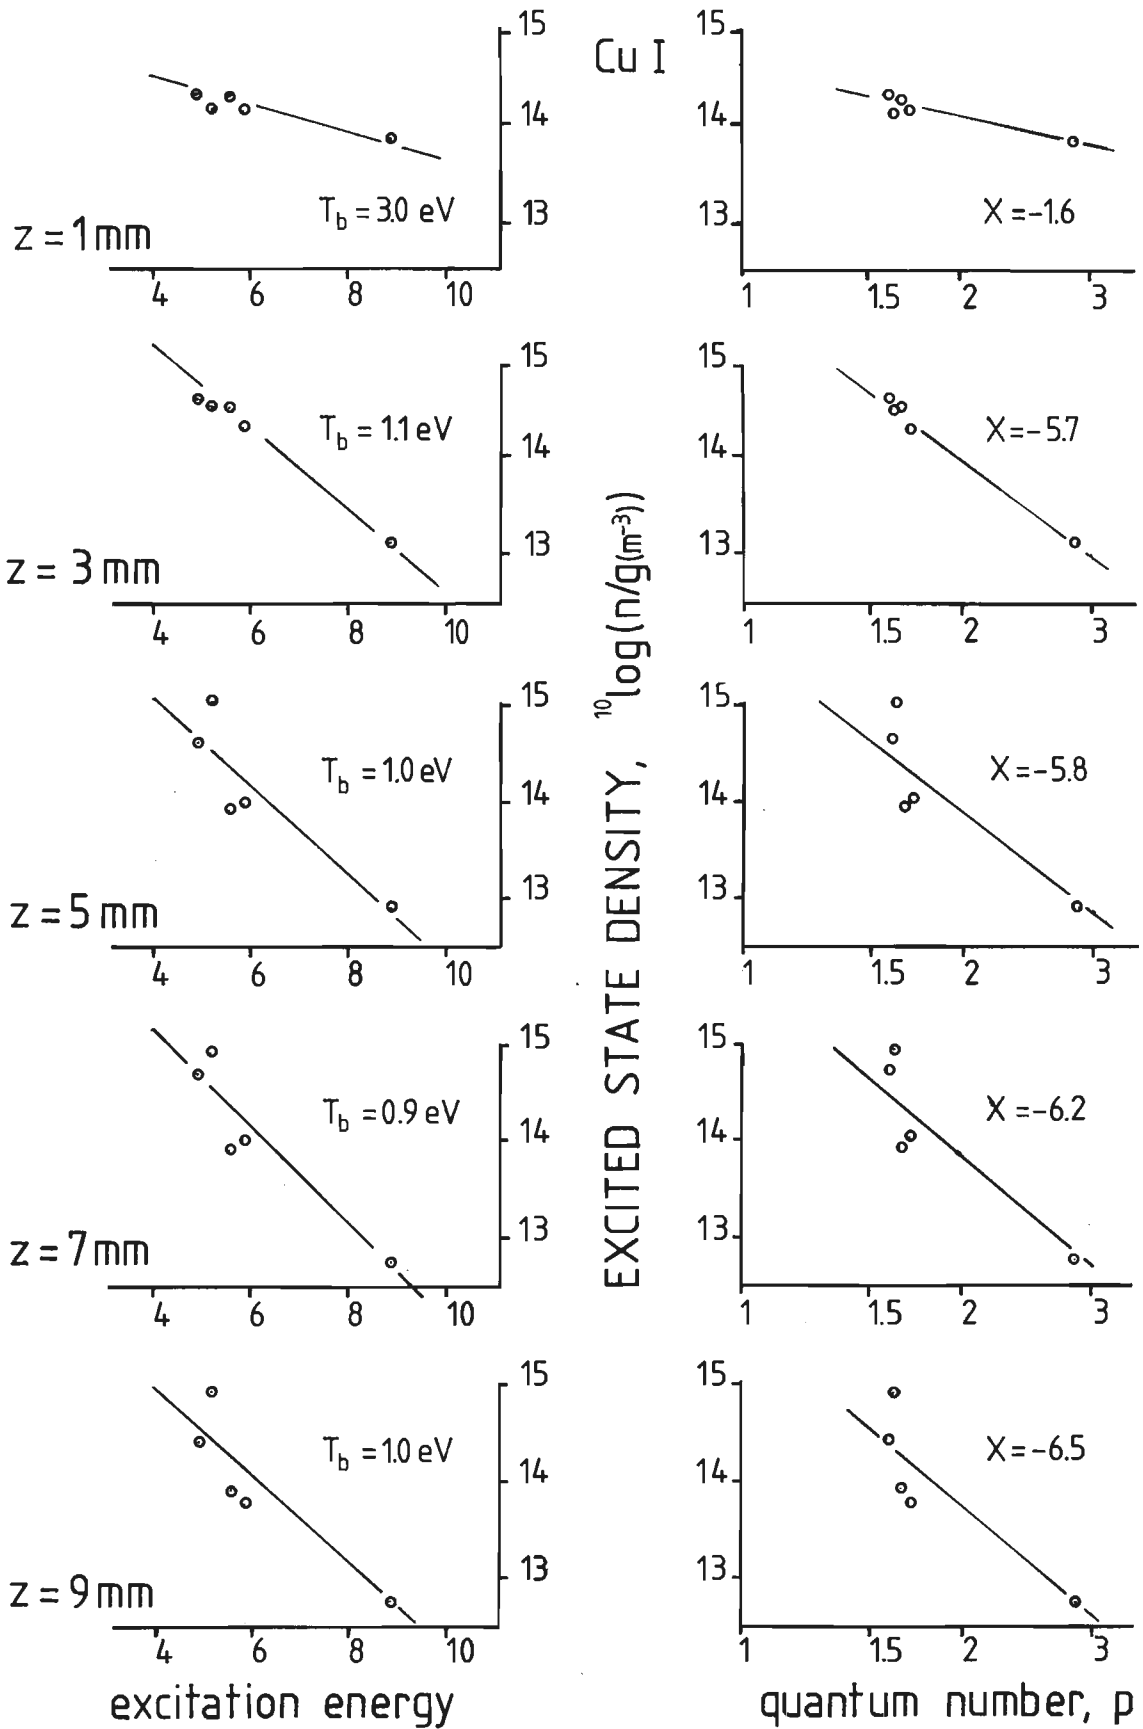 Cu I
15
14
13
T_b = 3.0 eV
z = 1 mm
4 6 8 10
15
14
13
X = -1.6
1 1.5 2 3
15
14
13
T_b = 1.1 eV
z = 3 mm
4 6 8 10
15
14
13
X = -5.7
1 1.5 2 3
15
14
13
T_b = 1.0 eV
z = 5 mm
4 6 8 10
15
14
13
X = -5.8
1 1.5 2 3
15
14
13
T_b = 0.9 eV
z = 7 mm
4 6 8 10
15
14
13
X = -6.2
1 1.5 2 3
15
14
13
T_b = 1.0 eV
z = 9 mm
4 6 8 10
15
14
13
X = -6.5
1 1.5 2 3
EXCITED STATE DENSITY, ¹⁰log(n/g(m⁻³))
excitation energy
quantum number, p